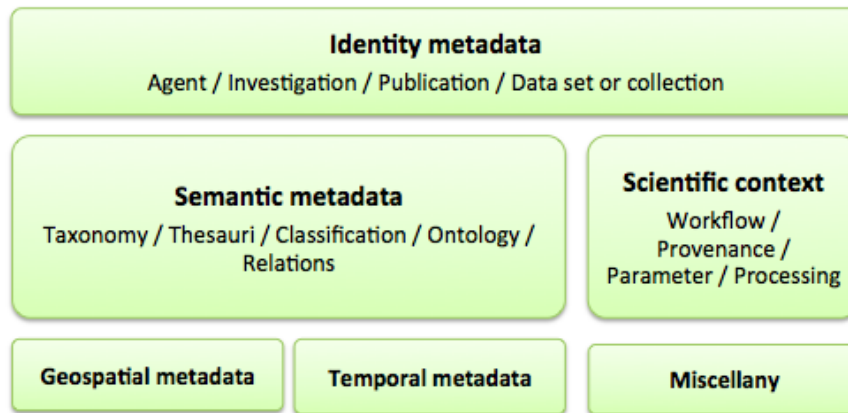 Identity metadata
Agent / Investigation / Publication / Data set or collection
Semantic metadata
Taxonomy / Thesauri / Classification / Ontology /
Relations
Scientific context
Workflow /
Provenance /
Parameter / Processing
Geospatial metadata
Temporal metadata
Miscellany